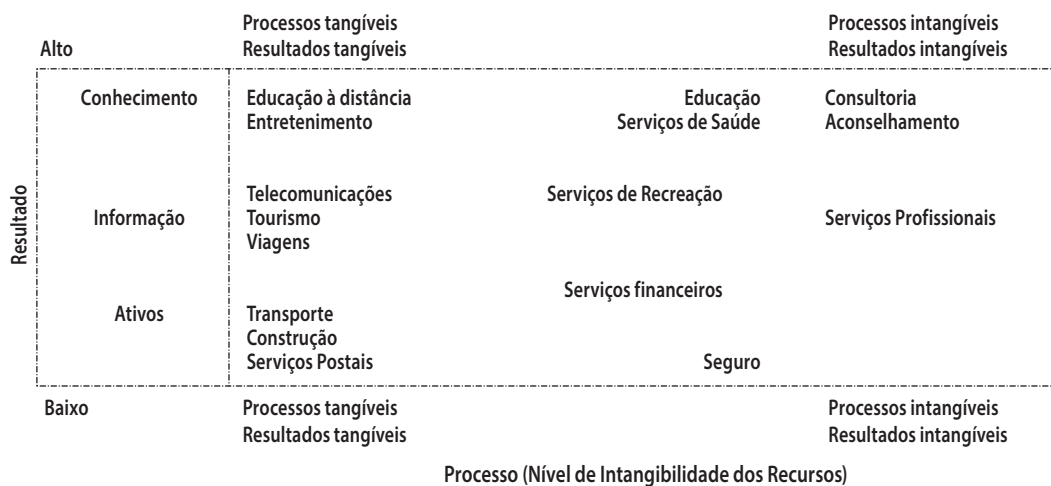 Processos tangíveis
Processos intangíveis
Alto
Resultados tangíveis
Resultados intangíveis
Conhecimento
Educação à distância
Educação
Consultoria
Entretenimento
Serviços de Saúde
Aconselhamento
Resultado
Telecomunicações
Serviços de Recreação
Informação
Tourismo
Serviços Profissionais
Viagens
Serviços financeiros
Ativos
Transporte
Construção
Serviços Postais
Seguro
Baixo
Processos tangíveis
Processos intangíveis
Resultados tangíveis
Resultados intangíveis
Processo (Nível de Intangibilidade dos Recursos)